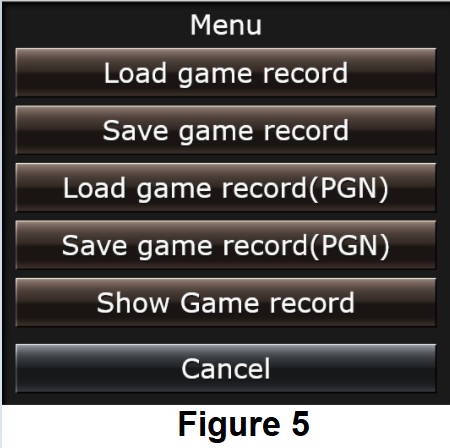 Menu
Load game record
Save game record
Load game record(PGN)
Save game record(PGN)
Show Game record
Cancel
Figure 5